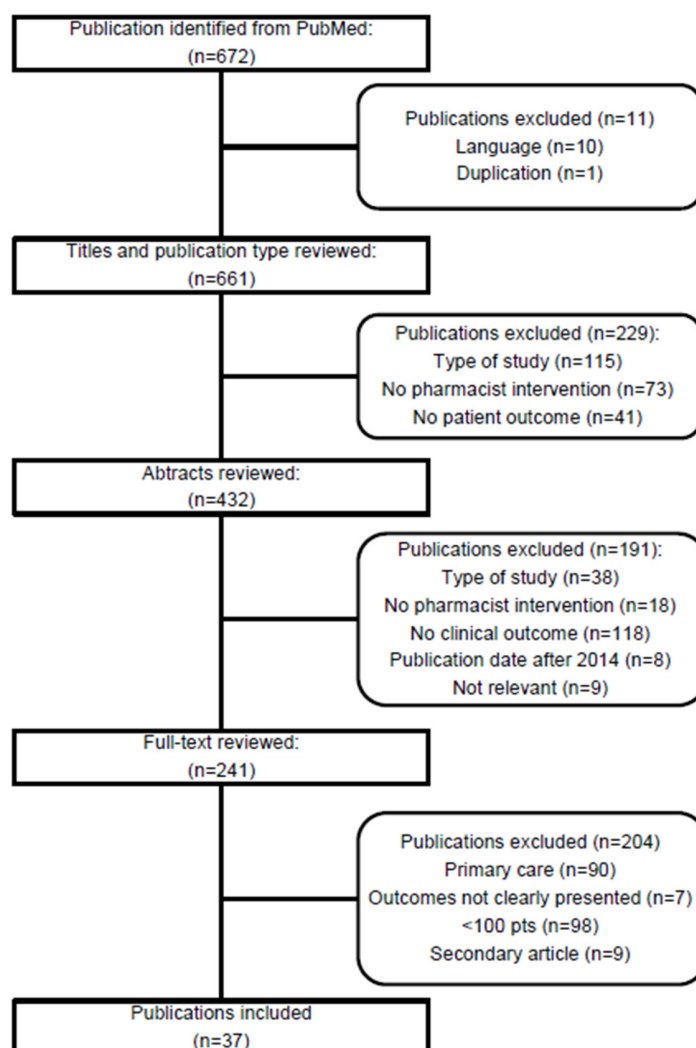 Publication identified from PubMed:
(n=672)
Publications excluded (n=11)
Language (n=10)
Duplication (n=1)
Titles and publication type reviewed:
(n=661)
Publications excluded (n=229):
Type of study (n=115)
No pharmacist intervention (n=73)
No patient outcome (n=41)
Abtracts reviewed:
(n=432)
Publications excluded (n=191):
Type of study (n=38)
No pharmacist intervention (n=18)
No clinical outcome (n=118)
Publication date after 2014 (n=8)
Not relevant (n=9)
Full-text reviewed:
(n=241)
Publications excluded (n=204)
Primary care (n=90)
Outcomes not clearly presented (n=7)
<100 pts (n=98)
Secondary article (n=9)
Publications included
(n=37)